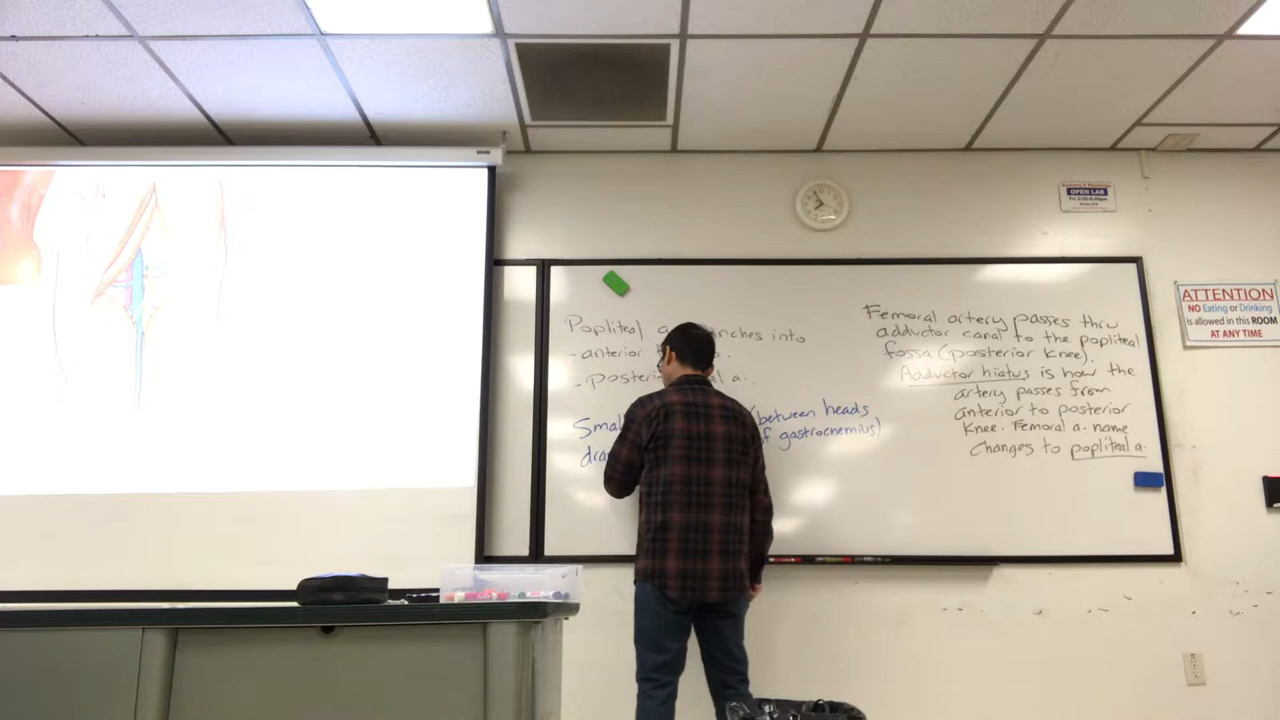 Popliteal a nches into
- anterior a.
- posteri l a..
Smal (between heads
f gastrocnemius)
dra
Femoral artery passes thru
adductor canal to the popliteal
fossa (posterior knee).
Adductor hiatus is how the
artery passes from
anterior to posterior
knee. Femoral a. name
changes to popliteal a.
OPEN LAB
ATTENTION
NO Eating or Drinking
is allowed in this ROOM
AT ANY TIME